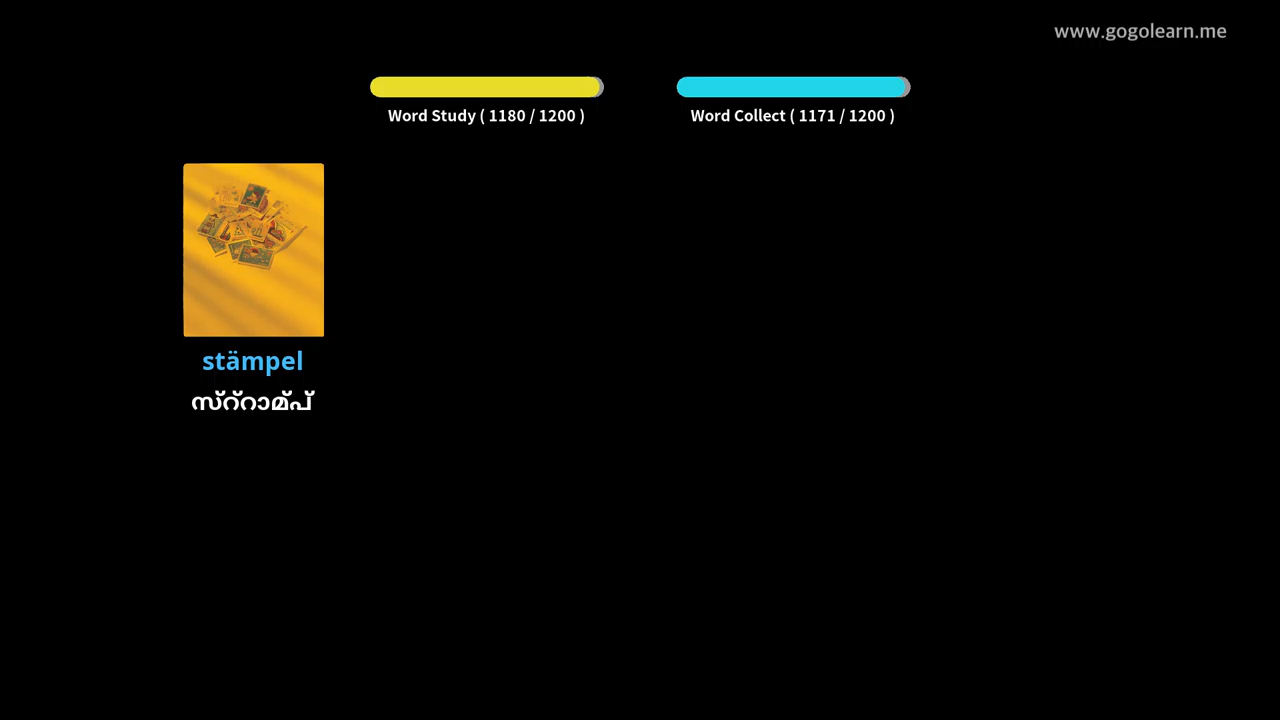 www.gogolearn.me
Word Study ( 1180 / 1200 )
Word Collect ( 1171 / 1200 )
stämpel
സ്റ്റാമ്പ്